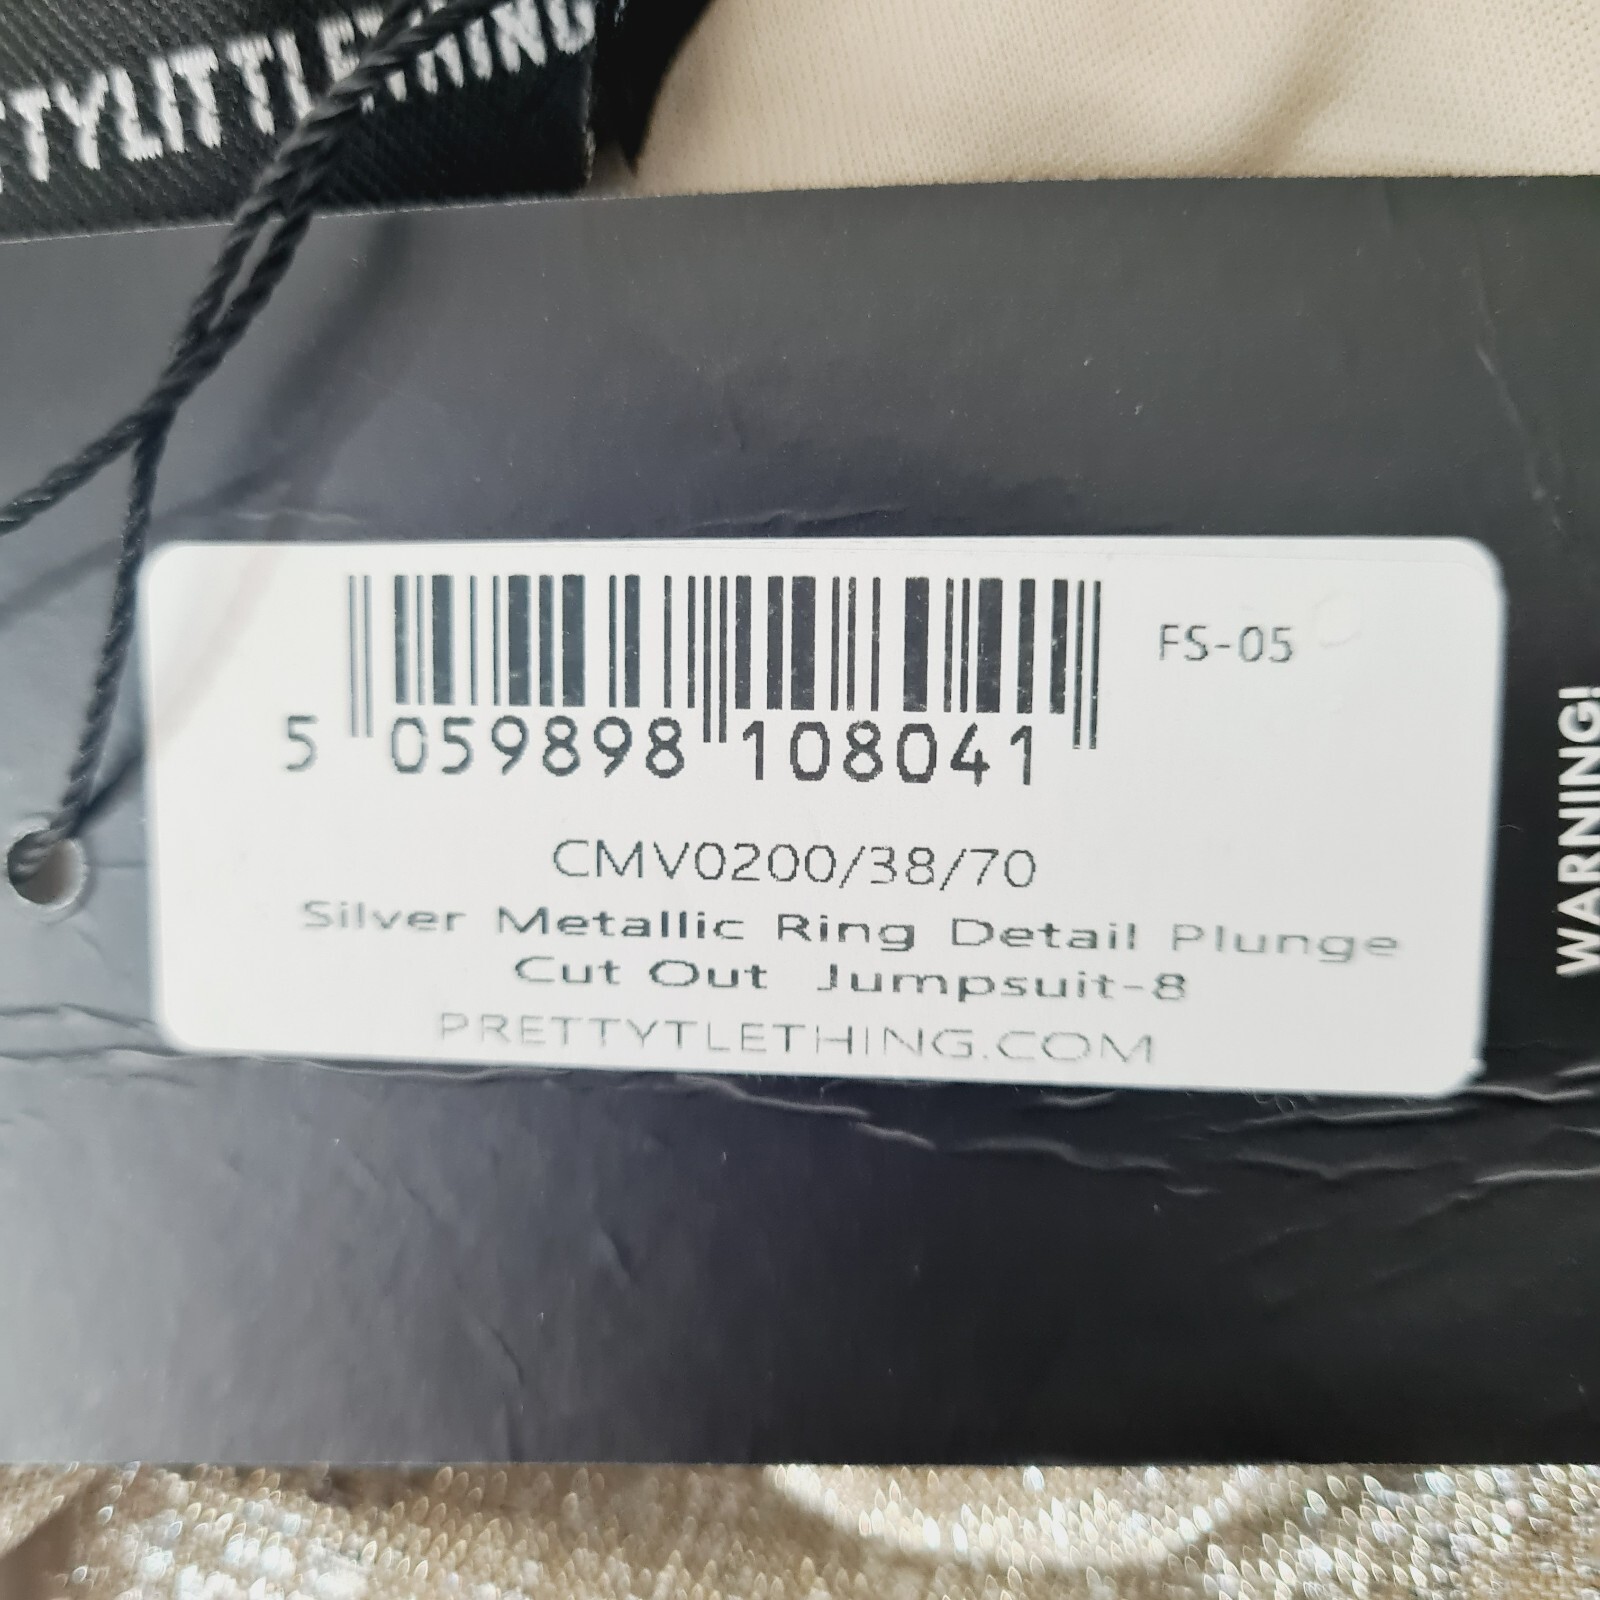 TTYLITTLETHING
FS-05
5 059898 108041
CMV0200/38/70
Silver Metallic Ring Detail Plunge
Cut Out Jumpsuit-8
PRETTYTLETHING.COM
WARNING!